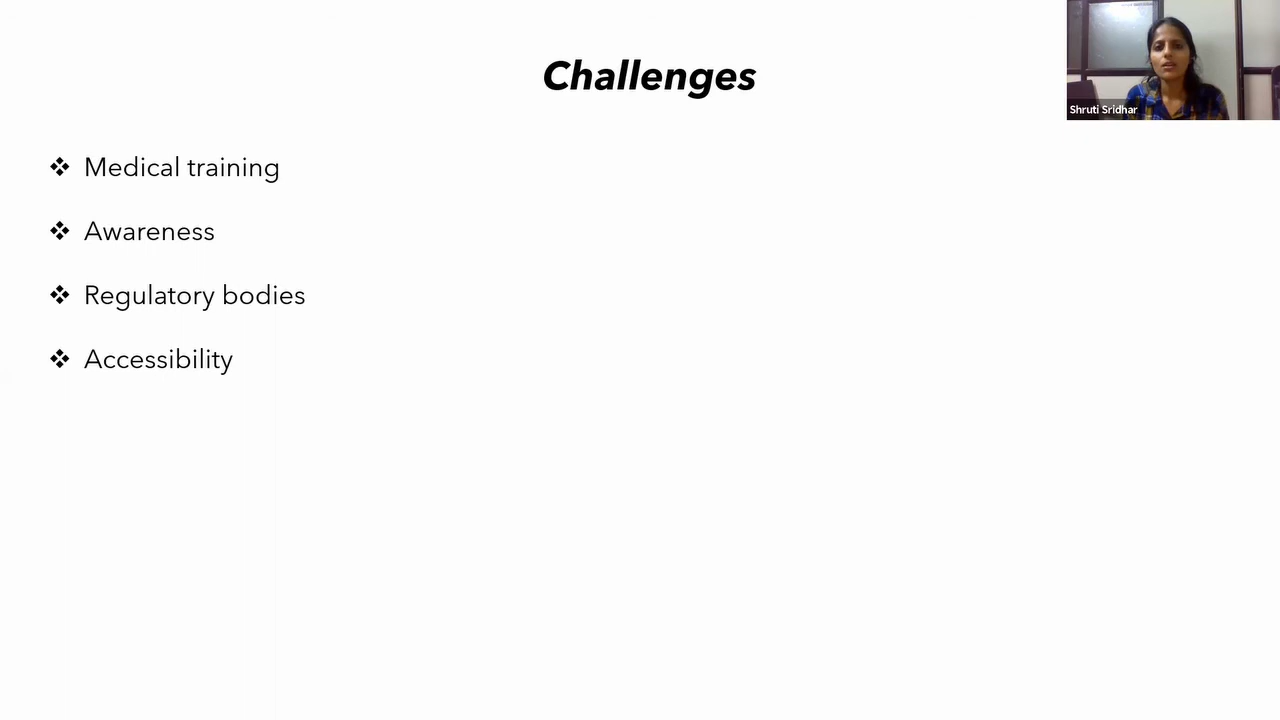 Challenges
Shruti Sridhar
❖ Medical training
❖ Awareness
❖ Regulatory bodies
❖ Accessibility